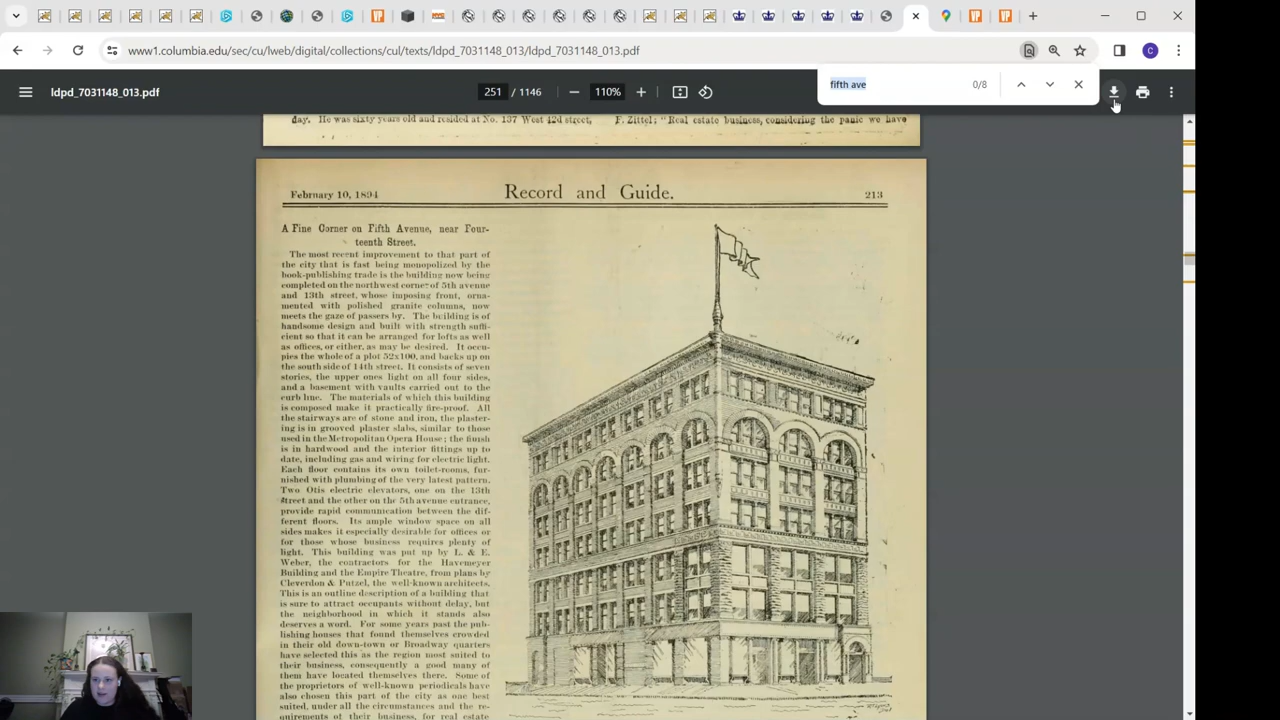 www1.columbia.edu/sec/cu/lweb/digital/collections/cul/texts/ldpd_7031148_013/ldpd_7031148_013.pdf
fifth ave
0/8
ldpd_7031148_013.pdf
251 / 1146
110%
day. He was sixty years old and resided at No. 137 West 42d street,
F. Zittel: "Real estate business, considering the panic we have
February 10, 1894
Record and Guide.
213
A Fine Corner on Fifth Avenue, near Four-
teenth Street.
The most recent improvement to that part of
the city that is fast being monopolized by the
book-publishing trade is the building now being
completed on the northwest corner of 5th avenue
and 13th street, whose imposing front, orna-
mented with polished granite columns, now
meets the gaze of passers by. The building is of
handsome design and built with strength suffi-
cient so that it can be arranged for lofts as well
as offices, or either, as may be desired. It occu-
pies the whole of a plot 52x100, and backs up on
the south side of 14th street. It consists of seven
stories, the upper ones light on all four sides,
and a basement with vaults carried out to the
curb line. The materials of which this building
is composed make it practically fire-proof. All
the stairways are of stone and iron, the plaster-
ing is in grooved plaster slabs, similar to those
used in the Metropolitan Opera House; the finish
is in hardwood and the interior fittings up to
date, including gas and wiring for electric light.
Each floor contains its own toilet-rooms, fur-
nished with plumbing of the very latest pattern.
Two Otis electric elevators, one on the 13th
street and the other on the 5th avenue entrance,
provide rapid communication between the dif-
ferent floors. Its ample window space on all
sides makes it especially desirable for offices or
for those whose business requires plenty of
light. This building was put up by L. & E.
Weber, the contractors for the Havemeyer
Building and the Empire Theatre, from plans by
Cleverdon & Putzel, the well-known architects.
This is an outline description of a building that
is sure to attract occupants without delay, but
the neighborhood in which it stands also
deserves a word. For some years past the pub-
lishing houses that found themselves crowded
in their old down-town or Broadway quarters
have selected this as the region most suited to
their business, consequently a good many of
them have located themselves there. Some of
the proprietors of well-known periodicals have
also chosen this part of the city as one best
suited, under all the circumstances and the re-
quirements of their business, for real estate